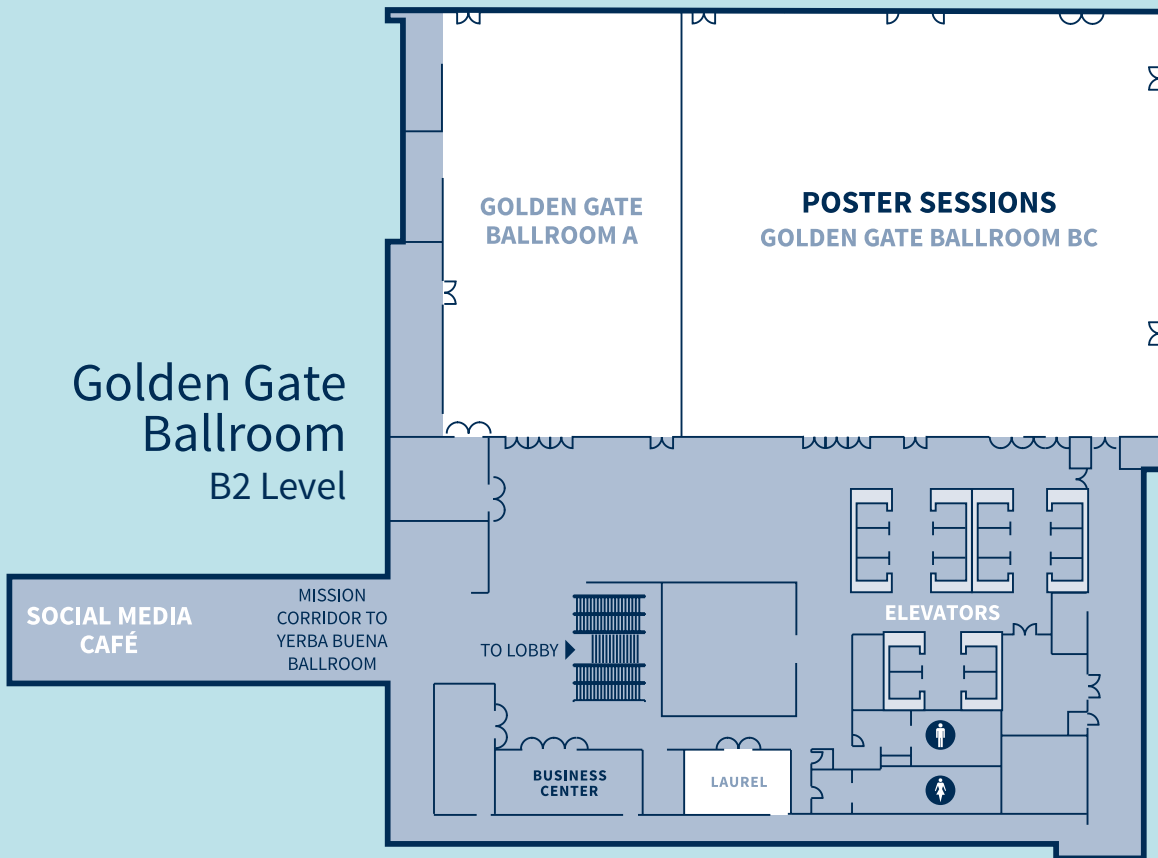 GOLDEN GATE
BALLROOM A
POSTER SESSIONS
GOLDEN GATE BALLROOM BC
Golden Gate
Ballroom
B2 Level
SOCIAL MEDIA
CAFÉ
MISSION
CORRIDOR TO
YERBA BUENA
BALLROOM
TO LOBBY
ELEVATORS
BUSINESS
CENTER
LAUREL